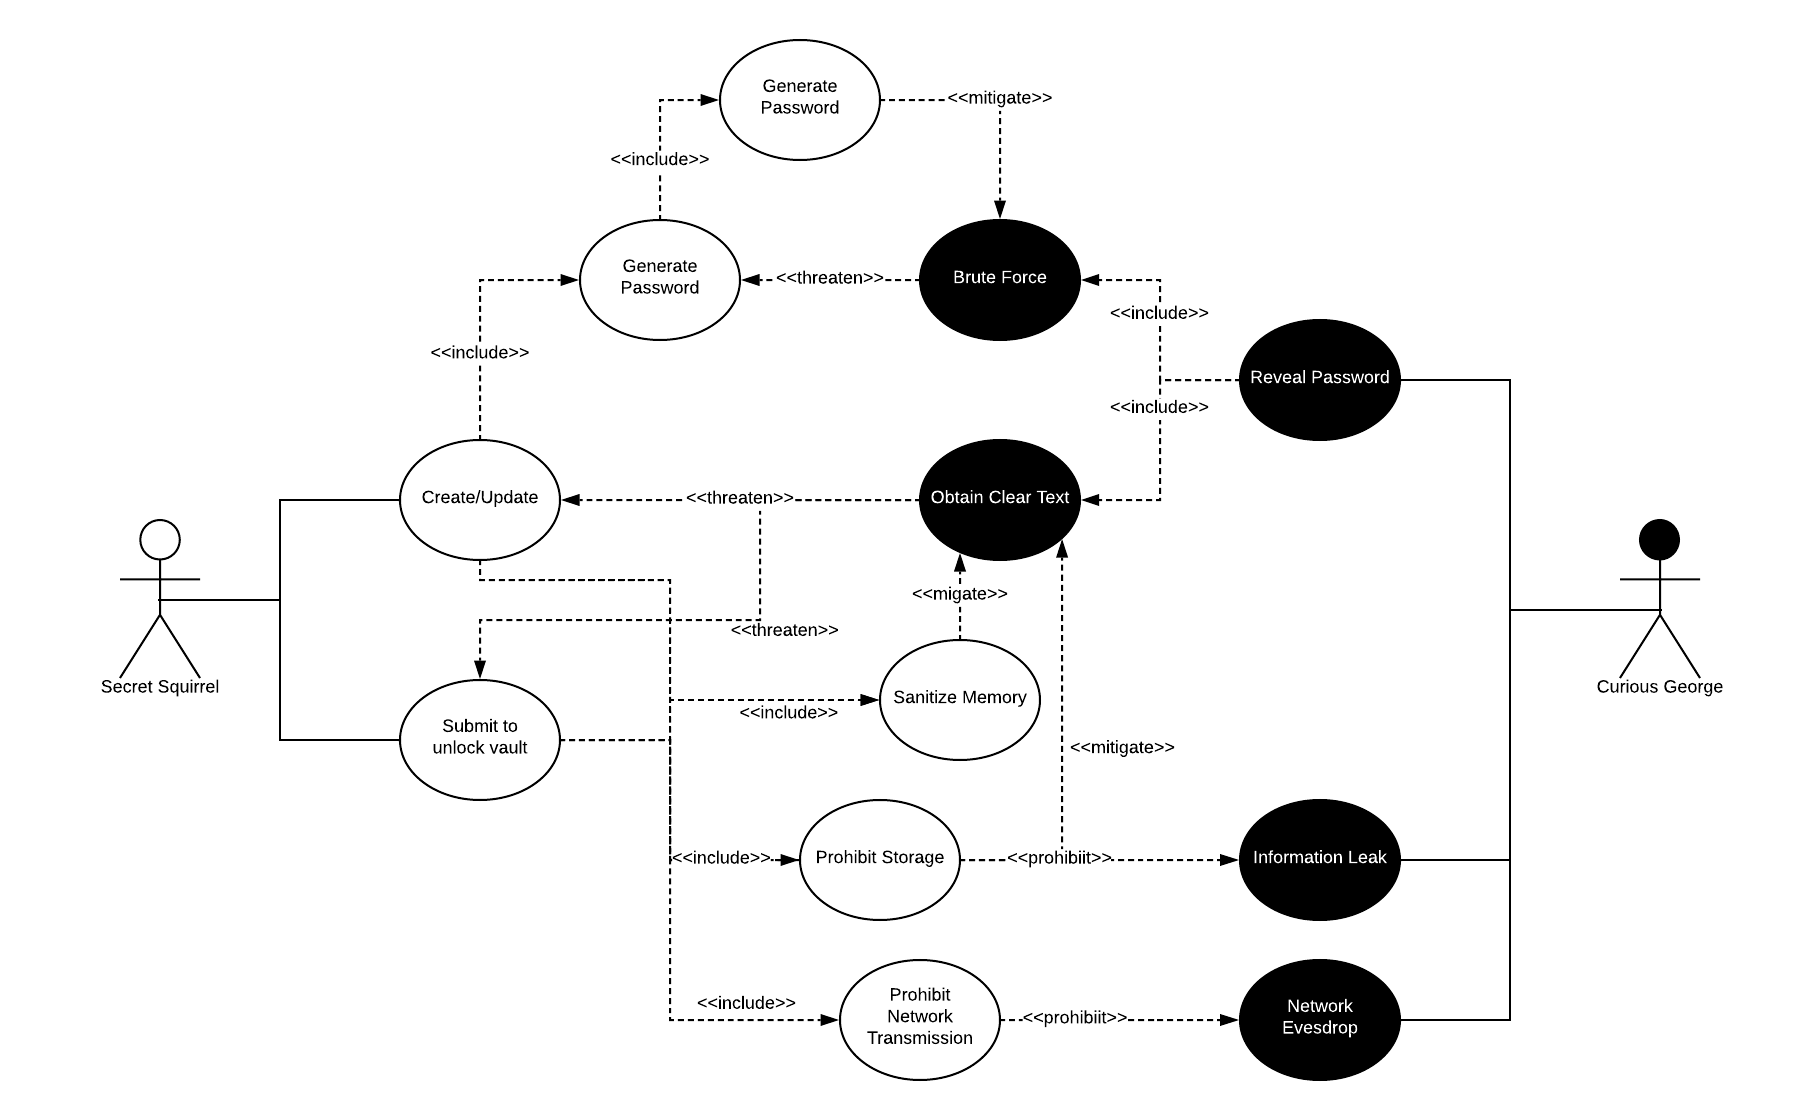 Generate
Password
<<mitigate>>
<<include>>
Generate
Password
<<threaten>>
Brute Force
<<include>>
<<include>>
Reveal Password
<<include>>
Create/Update
<<threaten>>
Obtain Clear Text
<<migate>>
<<threaten>>
Secret Squirrel
Curious George
Submit to
unlock vault
<<include>>
Sanitize Memory
<<mitigate>>
<<include>>
Prohibit Storage
<<prohibiit>>
Information Leak
<<include>>
Prohibit
Network
Transmission
<<prohibiit>>
Network
Evesdrop